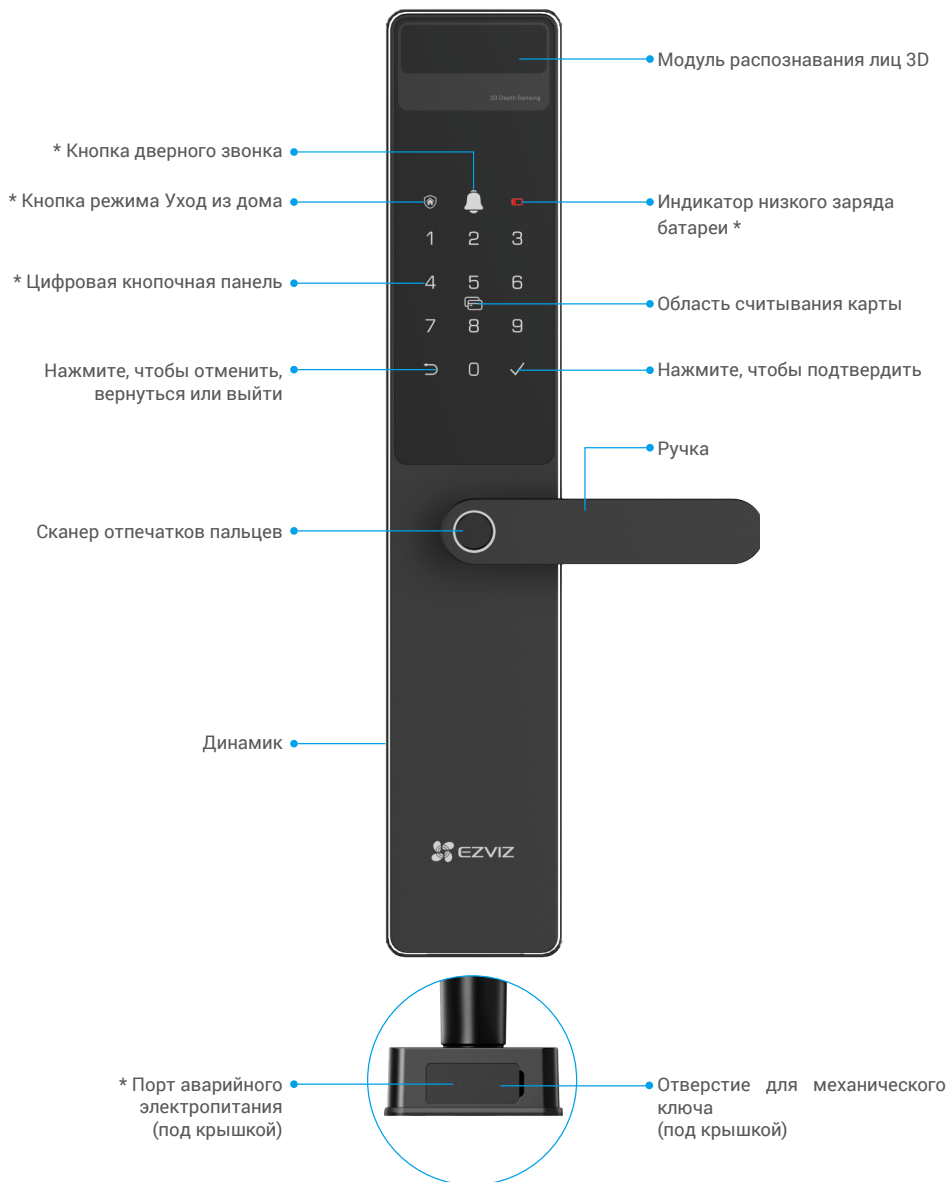 Модуль распознавания лиц 3D
3D Depth Sensing
* Кнопка дверного звонка
* Кнопка режима Уход из дома
Индикатор низкого заряда
батареи *
1 2 3
* Цифровая кнопочная панель
4 5 6
Область считывания карты
7 8 9
Нажмите, чтобы отменить,
вернуться или выйти
0
Нажмите, чтобы подтвердить
Ручка
Сканер отпечатков пальцев
Динамик
EZVIZ
* Порт аварийного
электропитания
(под крышкой)
Отверстие для механического
ключа
(под крышкой)